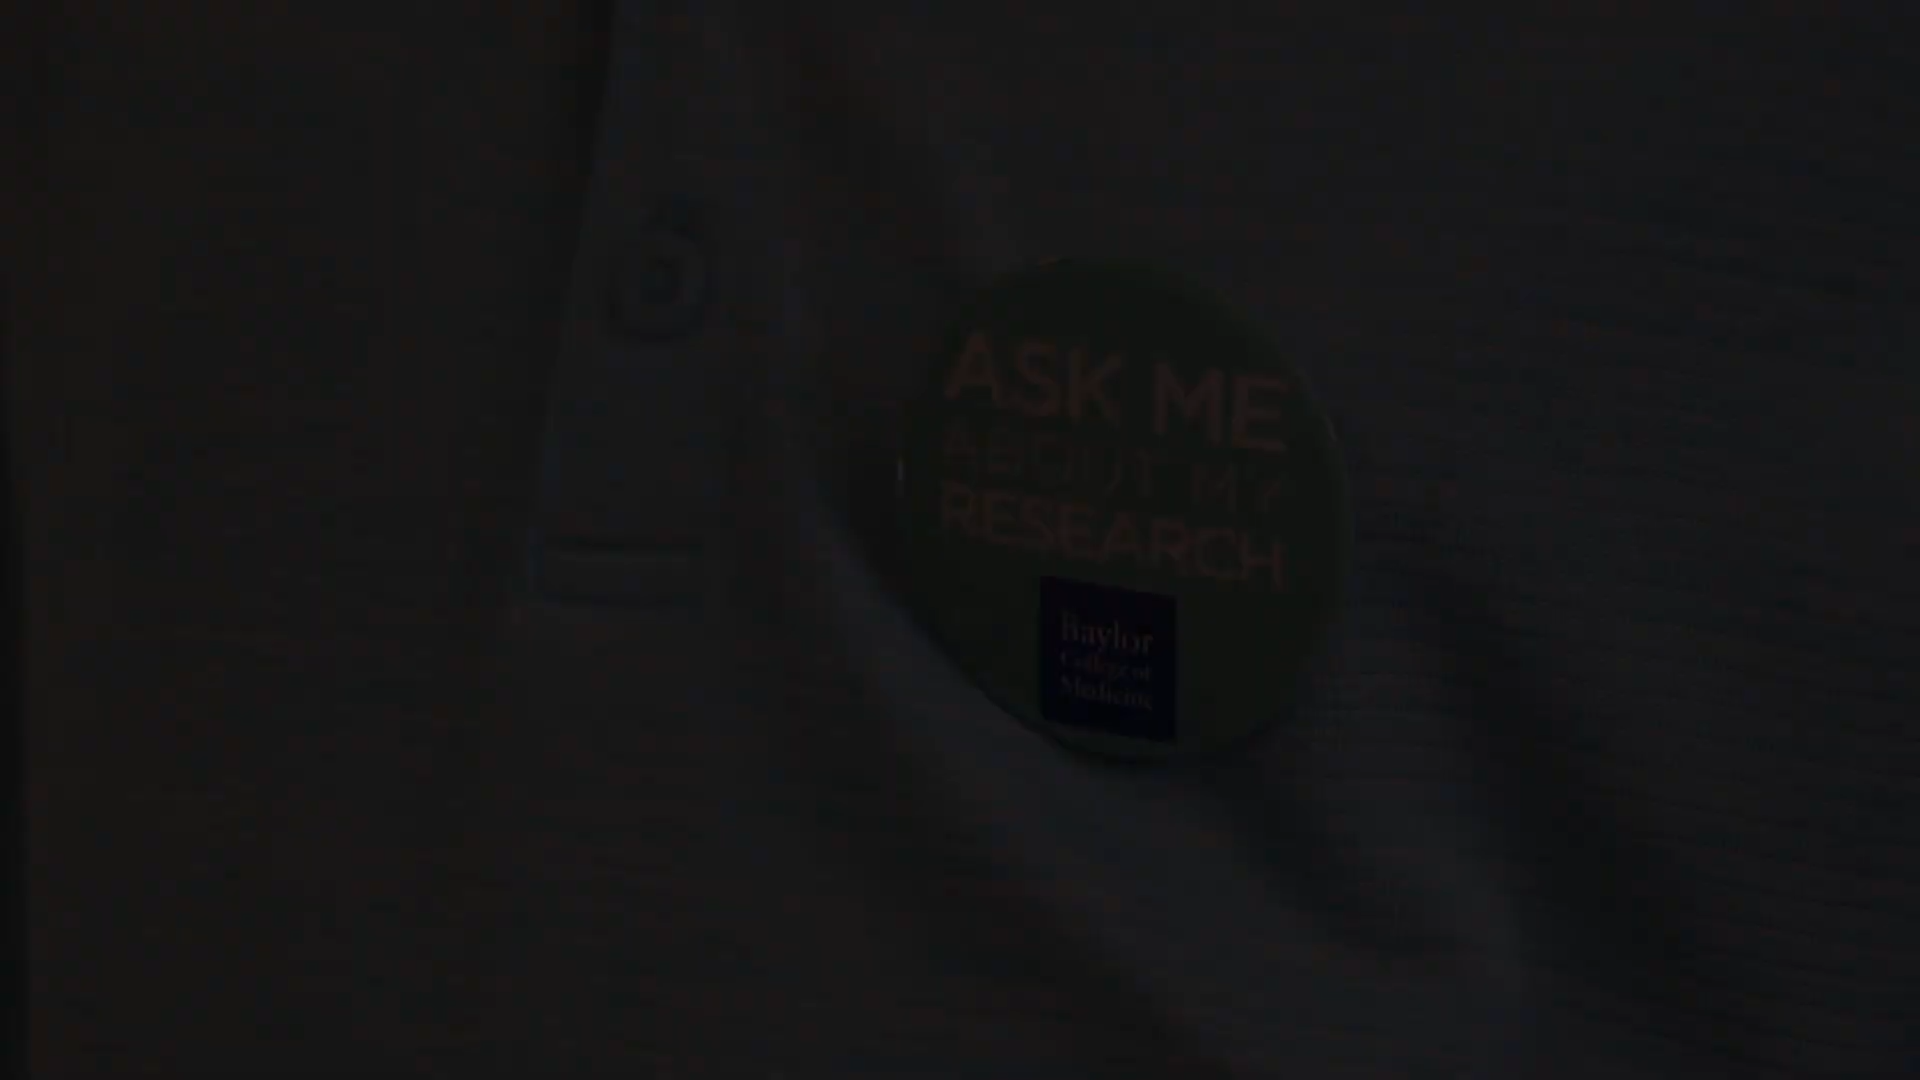 ASK ME
ABOUT MY
RESEARCH
Baylor
College of
Medicine